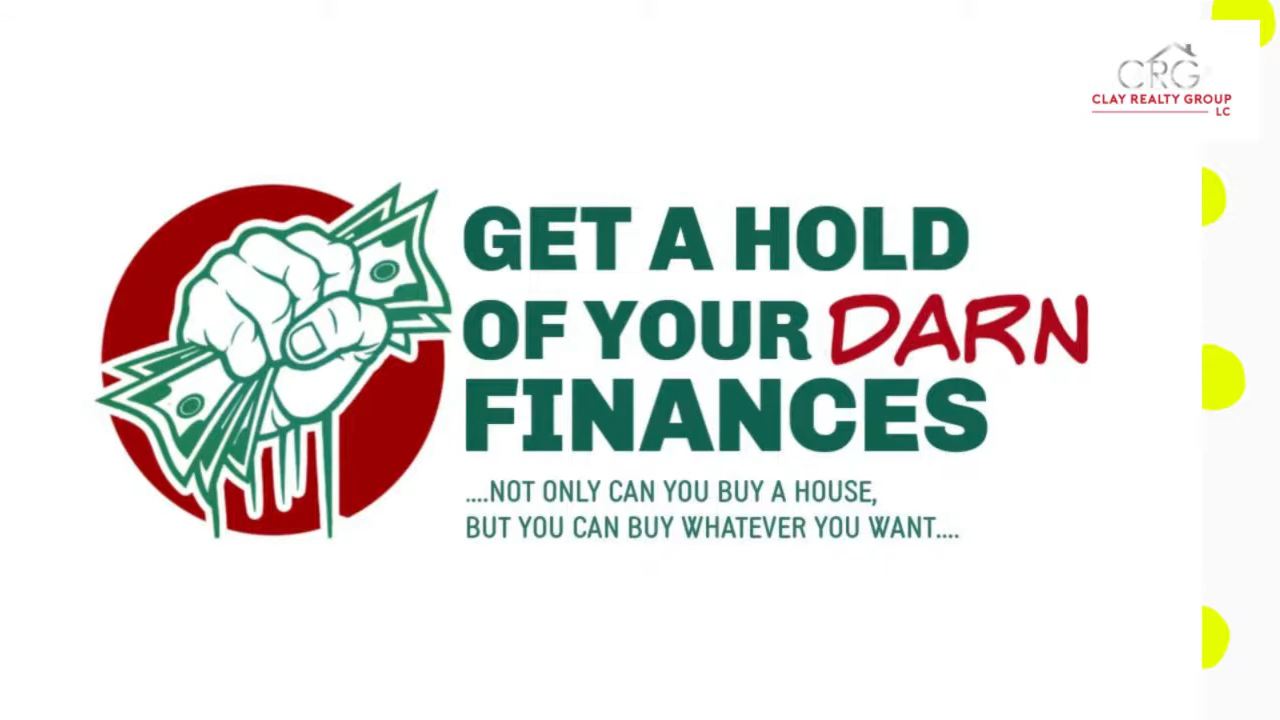 CRG
CLAY REALTY GROUP
LC
GET A HOLD
OF YOUR DARN
FINANCES
....NOT ONLY CAN YOU BUY A HOUSE,
BUT YOU CAN BUY WHATEVER YOU WANT....